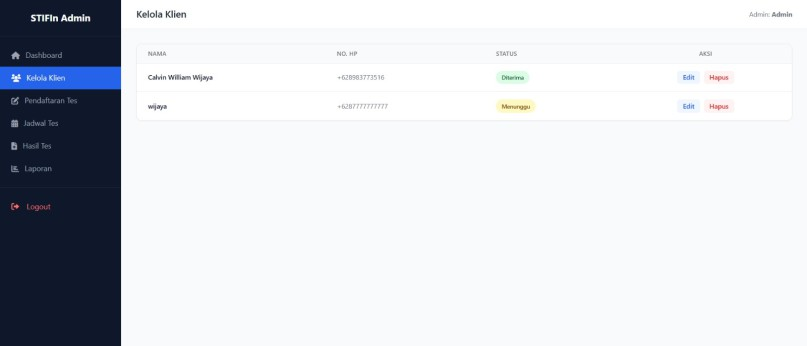 STIFIn Admin
Kelola Klien
Admin: Admin
Dashboard
Kelola Klien
Pendaftaran Tes
Jadwal Tes
Hasil Tes
Laporan
Logout
NAMA NO. HP STATUS AKSI
Calvin William Wijaya +628983773516 Diterima Edit Hapus
wijaya +6287777777777 Menunggu Edit Hapus